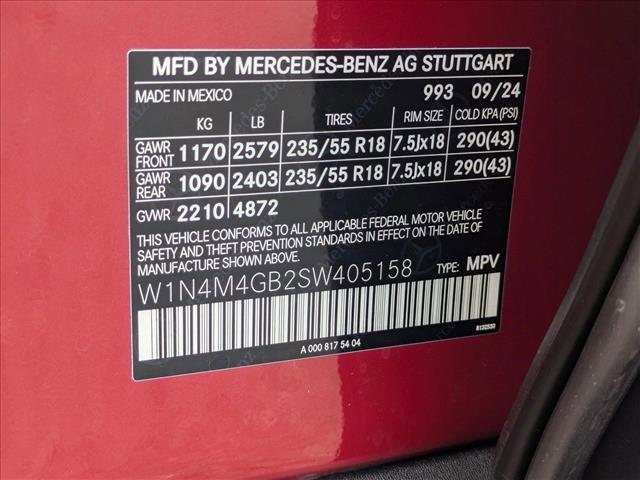 MFD BY MERCEDES-BENZ AG STUTTGART
MADE IN MEXICO 993 09/24
KG LB TIRES RIM SIZE COLD KPA(PSI)
GAWR FRONT 1170 2579 235/55 R18 7.5Jx18 290(43)
GAWR REAR 1090 2403 235/55 R18 7.5Jx18 290(43)
GVWR 2210 4872
THIS VEHICLE CONFORMS TO ALL APPLICABLE FEDERAL MOTOR VEHICLE
SAFETY AND THEFT PREVENTION STANDARDS IN EFFECT ON THE DATE
OF MANUFACTURE SHOWN ABOVE.
W1N4M4GB2SW405158 TYPE: MPV
8132530
A 000 817 54 04